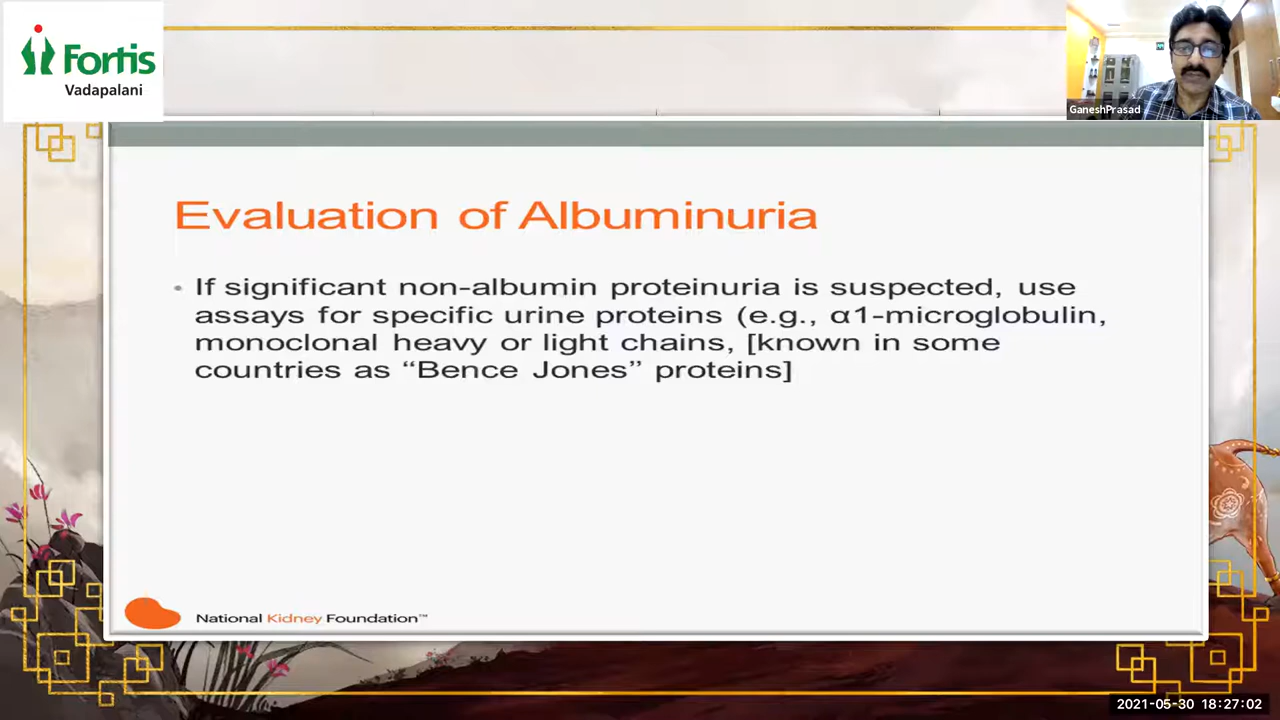 Fortis
Vadapalani
GaneshPrasad
Evaluation of Albuminuria
• If significant non-albumin proteinuria is suspected, use
assays for specific urine proteins (e.g., α1-microglobulin,
monoclonal heavy or light chains, [known in some
countries as “Bence Jones” proteins]
National Kidney Foundation™
2021-05-30 18:27:02